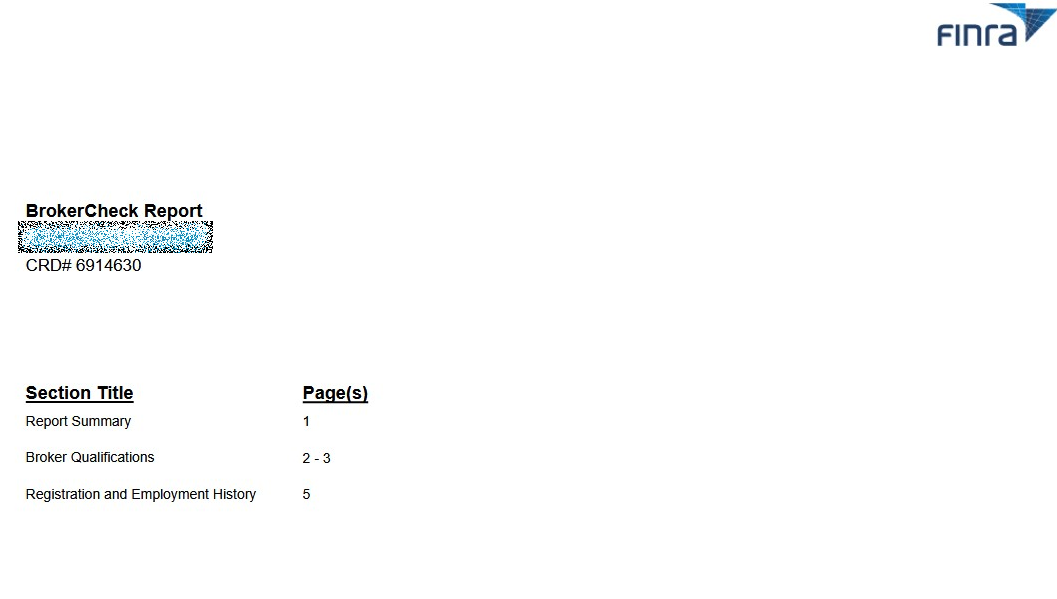 FINRA
BrokerCheck Report
CRD# 6914630
Section Title Page(s)
Report Summary 1
Broker Qualifications 2 - 3
Registration and Employment History 5